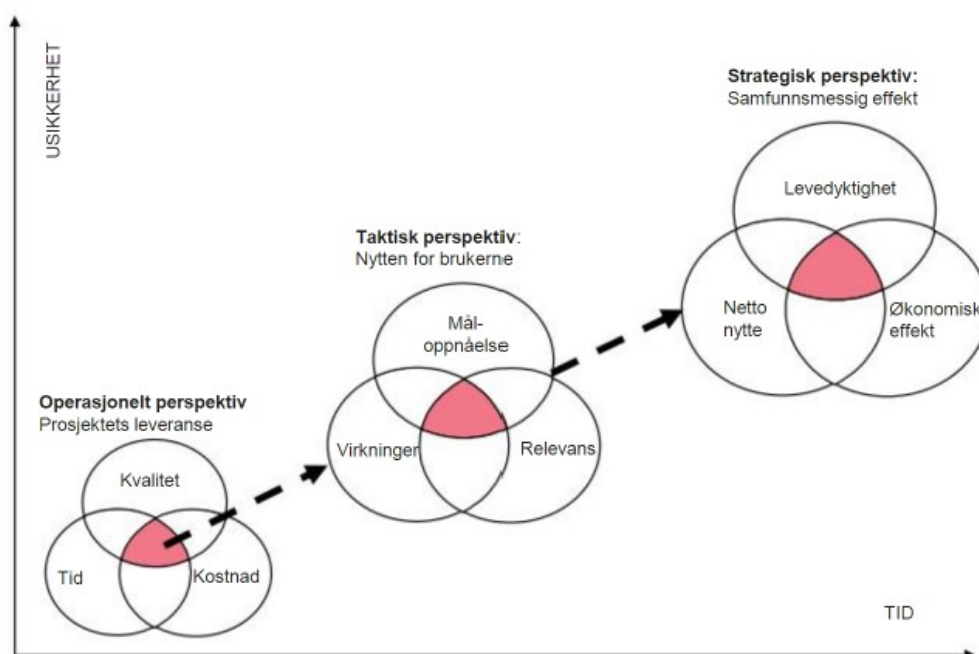 USIKKERHET
Strategisk perspektiv:
Samfunnsmessig effekt
Levedyktighet
Netto
nytte
Økonomisk
effekt
Taktisk perspektiv:
Nytten for brukerne
Mål-
oppnåelse
Virkninger
Relevans
Operasjonelt perspektiv
Prosjektets leveranse
Kvalitet
Tid
Kostnad
TID